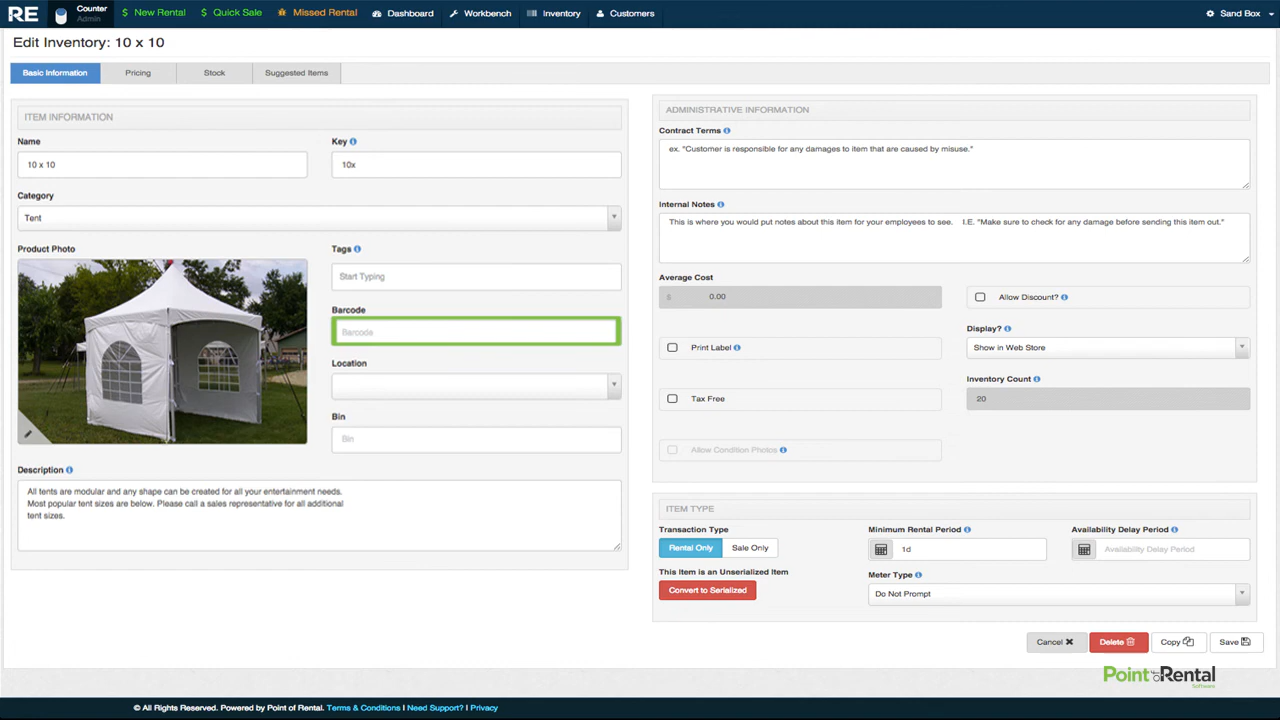 RE Counter Admin $ New Rental $ Quick Sale Missed Rental Dashboard Workbench Inventory Customers Sand Box
Edit Inventory: 10 x 10
Basic Information Pricing Stock Suggested Items
ITEM INFORMATION
Name Key
10 x 10 10x
Category
Tent
Product Photo Tags
Start Typing
Barcode
Barcode
Location
Bin
Bin
Description
All tents are modular and any shape can be created for all your entertainment needs.
Most popular tent sizes are below. Please call a sales representative for all additional
tent sizes.
ADMINISTRATIVE INFORMATION
Contract Terms
ex. "Customer is responsible for any damages to item that are caused by misuse."
Internal Notes
This is where you would put notes about this item for your employees to see. I.E. "Make sure to check for any damage before sending this item out."
Average Cost
$ 0.00 Allow Discount?
Display?
Print Label Show in Web Store
Inventory Count
Tax Free 20
Allow Condition Photos
ITEM TYPE
Transaction Type Minimum Rental Period Availability Delay Period
Rental Only Sale Only 1d Availability Delay Period
This Item is an Unserialized Item Meter Type
Convert to Serialized Do Not Prompt
Cancel Delete Copy Save
Point of Rental
Software
© All Rights Reserved. Powered by Point of Rental. Terms & Conditions | Need Support? | Privacy